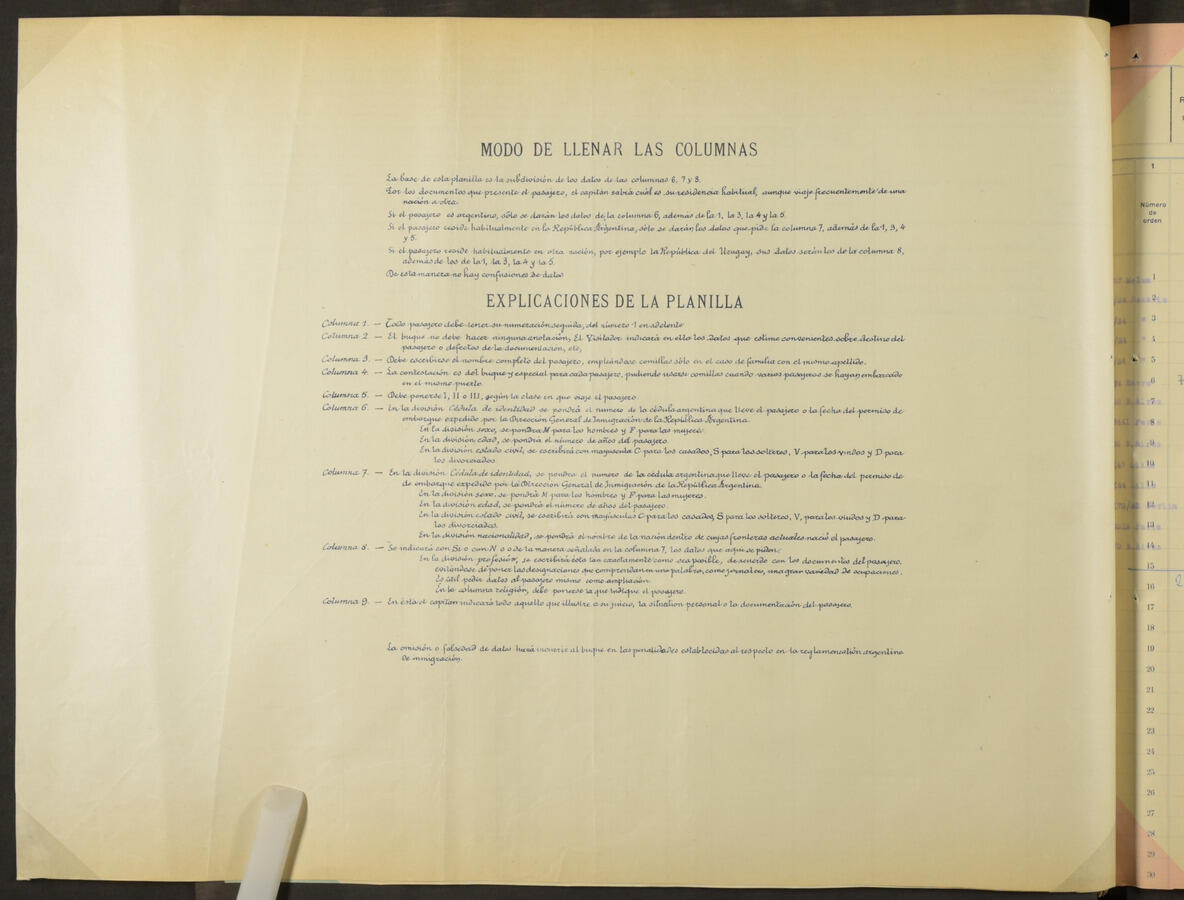 MODO DE LLENAR LAS COLUMNAS
La base de esta planilla es la subdivisión de los datos de las columnas 6, 7 y 8.
Por los documentos que presente el pasajero, el capitán sabrá cuál es su residencia habitual, aunque viaje frecuentemente de una
nación a otra.
Si el pasajero es argentino, sólo se darán los datos de la columna 6, además de la 1, la 3, la 4 y la 5.
Si el pasajero reside habitualmente en la República Argentina, sólo se darán los datos que pide la columna 7, además de la 1, 3, 4
y 5.
Si el pasajero reside habitualmente en otra nación, por ejemplo la República del Uruguay, sus datos serán los de la columna 8,
además de los de la 1, la 3, la 4 y la 5.
De esta manera no hay confusiones de datos
EXPLICACIONES DE LA PLANILLA
Columna 1. — Todo pasajero debe tener su numeración seguida, del número 1 en adelante
Columna 2 — El buque no debe hacer ninguna anotación, El Visitador indicará en ella los datos que estime convenientes sobre destino del
pasajero o defectos de la documentación, etc,
Columna 3. — Debe escribirse el nombre completo del pasajero, empleándose comillas sólo en el caso de familia con el mismo apellido.
Columna 4. — La contestación es del buque y especial para cada pasajero, pudiendo usarse comillas cuando varios pasajeros se hayan embarcado
en el mismo puerto.
Columna 5. — Debe ponerse I, II o III, según la clase en que viaje el pasajero.
Columna 6. — En la división Cédula de identidad se pondrá el número de la cédula argentina que lleve el pasajero o la fecha del permiso de
embarque expedido por la Dirección General de Inmigración de la República Argentina.
En la división sexo, se pondrá M para los hombres y F para las mujeres.
En la división edad, se pondrá el número de años del pasajero.
En la división estado civil, se escribirá con mayúscula C para los casados, S para los solteros, V para los viudos y D para
los divorciados.
Columna 7. — En la división Cédula de identidad, se pondrá el número de la cédula argentina que lleve el pasajero o la fecha del permiso de
de embarque expedido por la Dirección General de Inmigración de la República Argentina.
En la división sexo, se pondrá M para los hombres y F para las mujeres.
En la división edad, se pondrá el número de años del pasajero.
En la división estado civil, se escribirá con mayúsculas C para los casados, S para los solteros, V, para los viudos y D para
los divorciados.
En la división nacionalidad, se pondrá el nombre de la nación dentro de cuyas fronteras actuales nació el pasajero.
Columna 8. — Se indicará con Si o con N o o de la manera señalada en la columna 7, los datos que aquí se piden:
En la división profesión, se escribirá ésta tan exactamente como sea posible, de acuerdo con los documentos del pasajero,
evitándose de poner las designaciones que comprendan en una palabra, como jornalero, una gran variedad de ocupaciones.
Es útil pedir datos al pasajero mismo como ampliación.
En la columna religión, debe ponerse la que indique el pasajero.
Columna 9. — En ésta el capitán indicará todo aquello que illustre a su juicio, la situation personal o la documentación del pasajero.
La omisión o falsedad de datos hará incurrir al buque en las penalidades establecidas al respecto en la reglamentatión argentina
de inmigración.
1
Número
de
orden
1
2
3
4
5
6
7
8
9
10
11
12
13
14
15
16
17
18
19
20
21
22
23
24
25
26
27
28
29
30